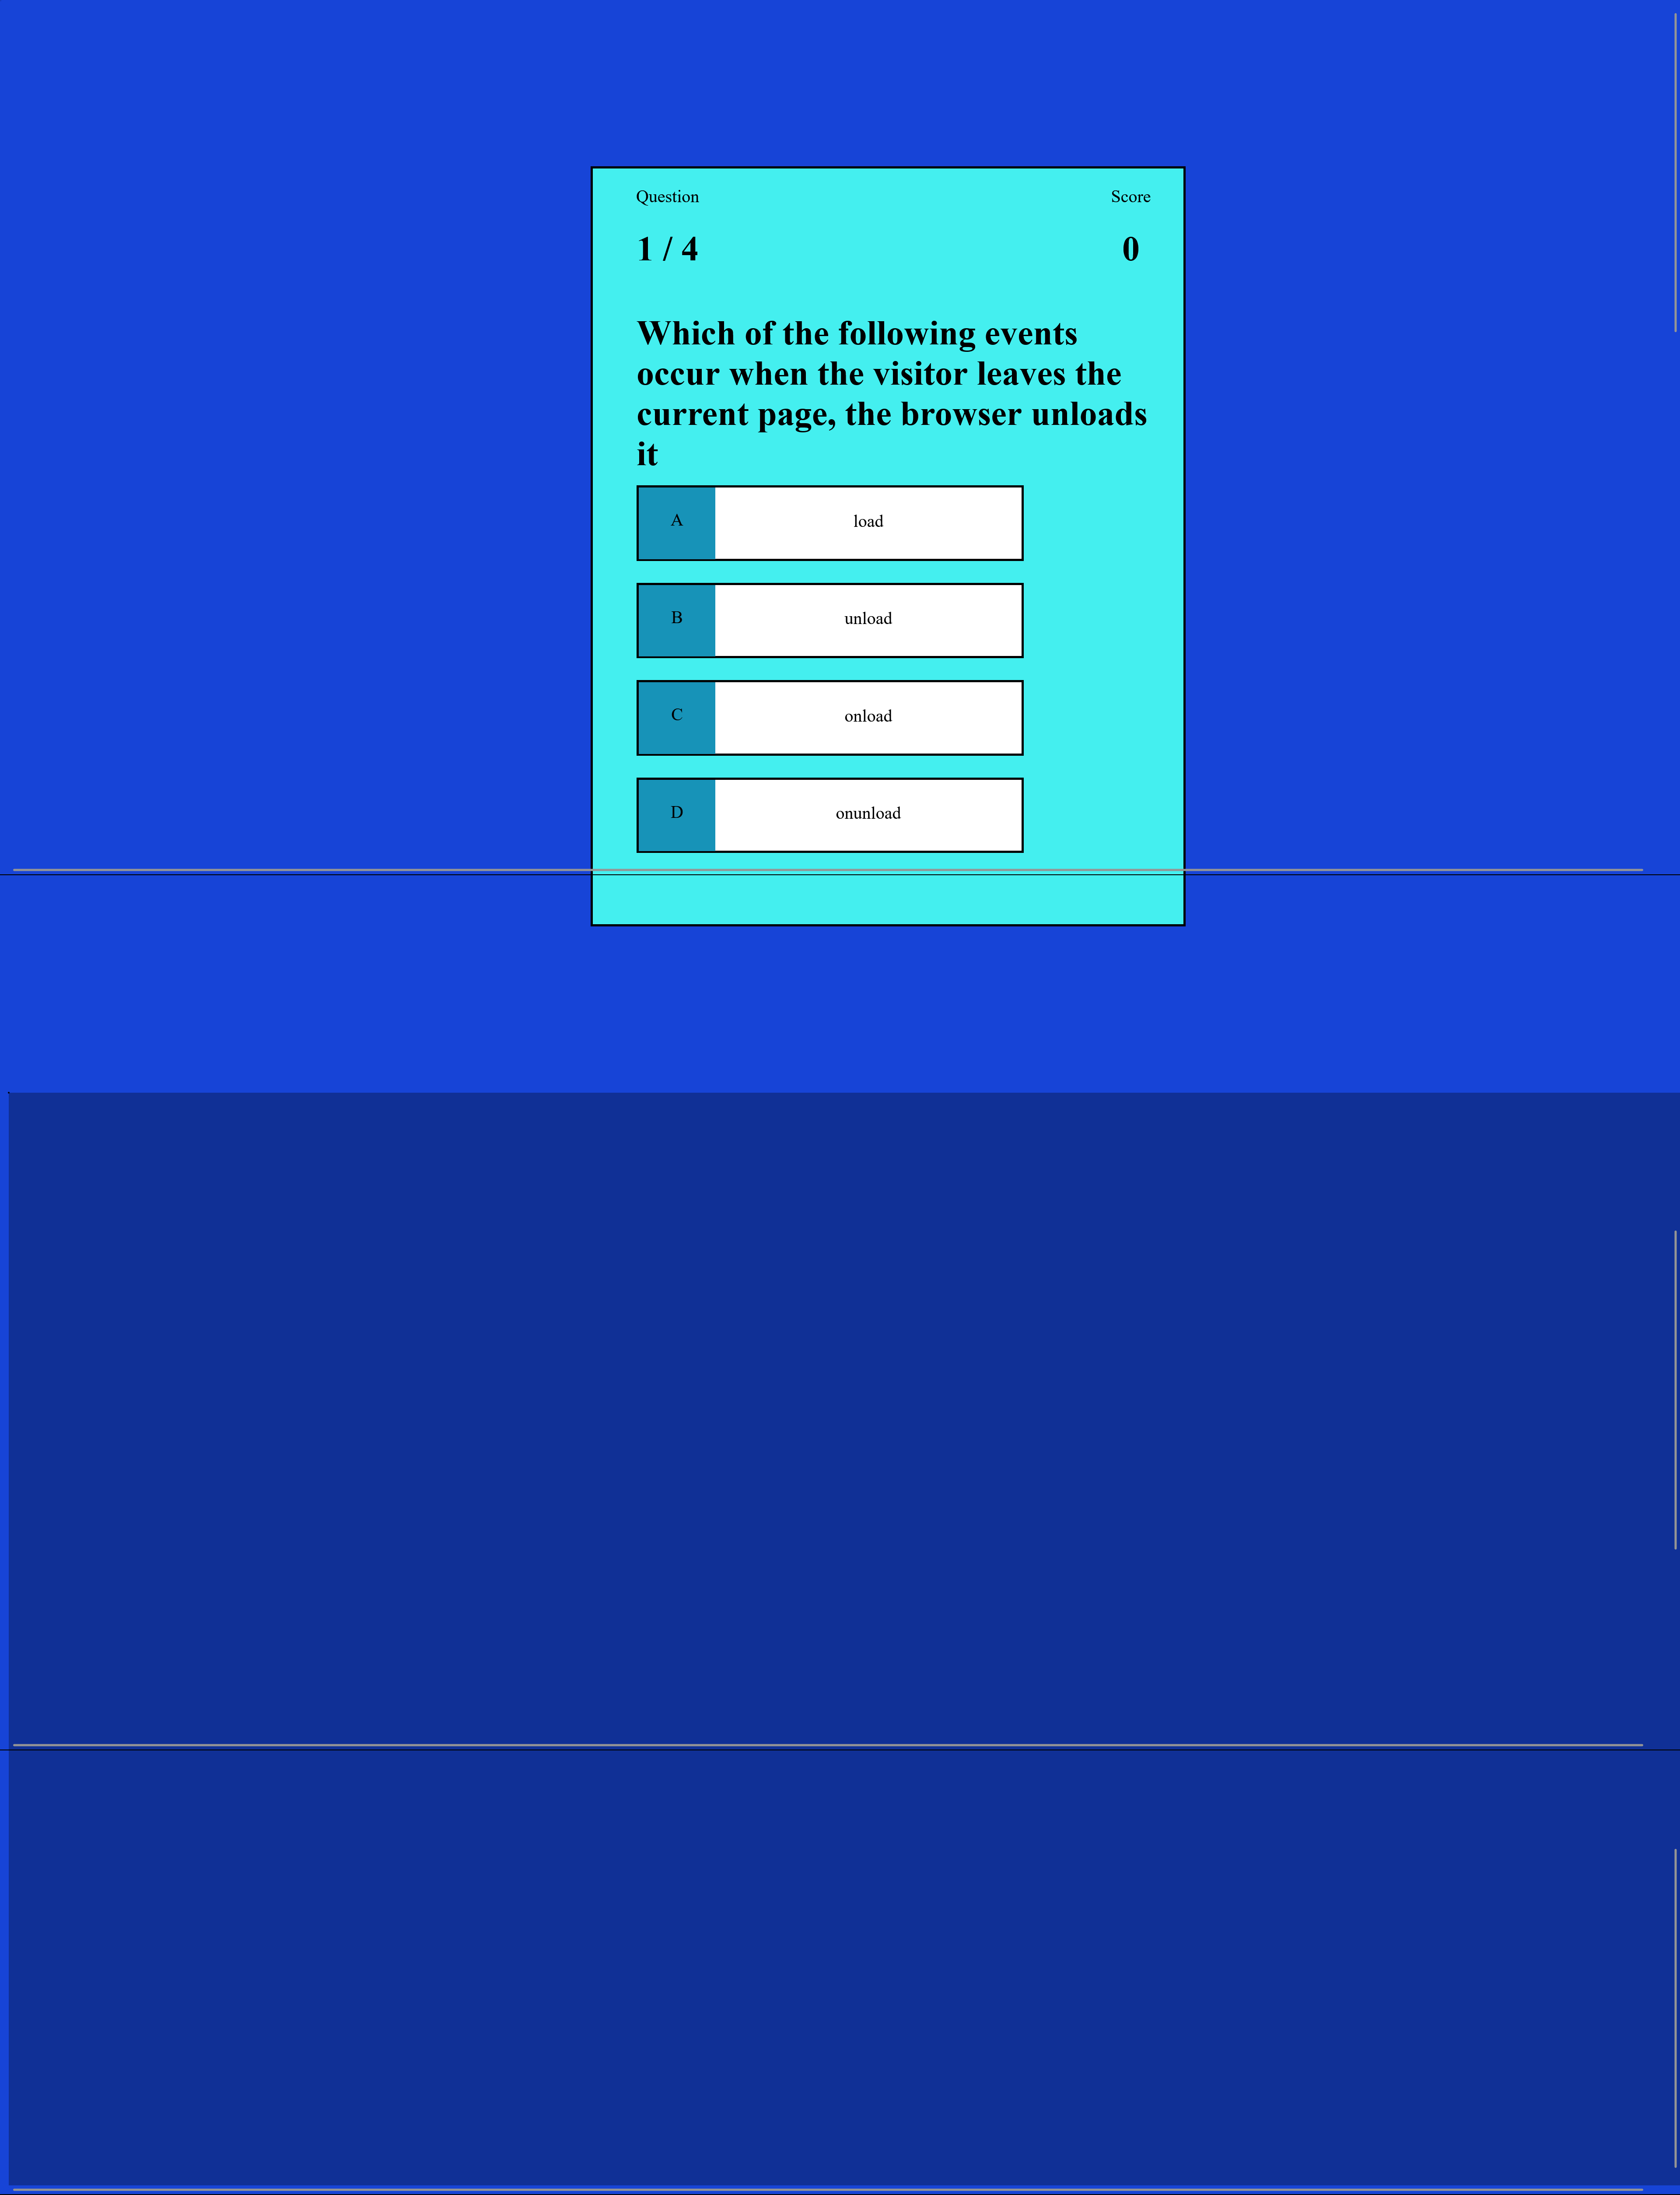 Question
Score
1 / 4
0
Which of the following events
occur when the visitor leaves the
current page, the browser unloads
it
A
load
B
unload
C
onload
D
onunload